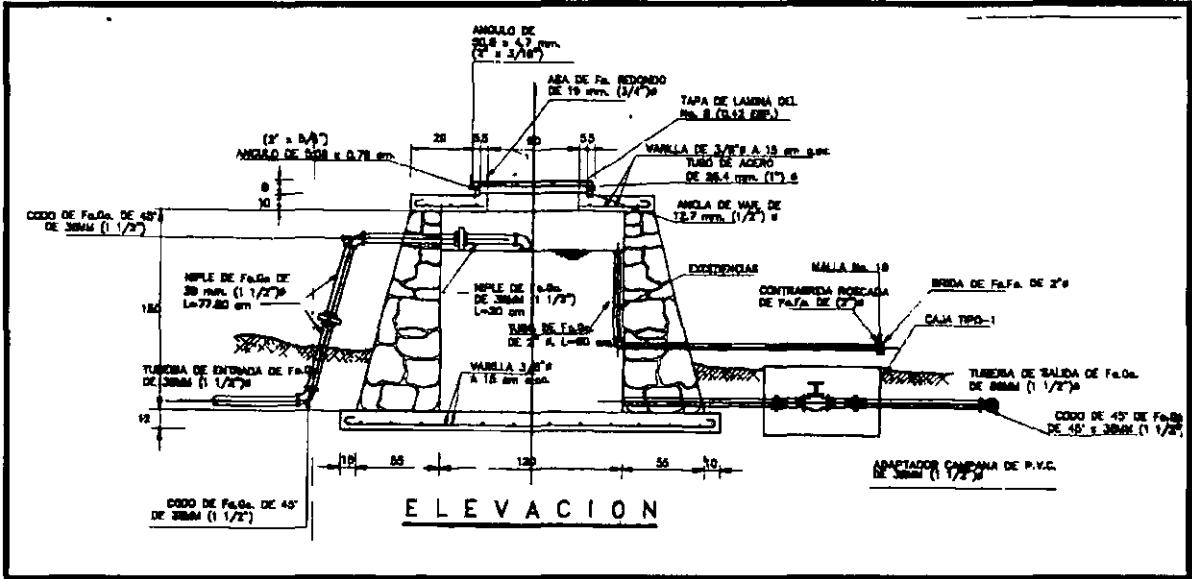 ANGULO DE
50.8 x 4.7 mm.
(2" x 3/16")
ASA DE Fo. REDONDO
DE 19 mm. (3/4")ø
TAPA DE LAMINA DEL
No. 8 (0.42 ESP.)
(2" x 5/8")
ANGULO DE x 0.79 cm
20
5.5
5.5
VARILLA DE 3/8"ø A 15 cm a.a.c.
TUBO DE ACERO
DE 25.4 mm. (1") ø
8
10
ANCLA DE VAR. DE
12.7 mm. (1/2") ø
CODO DE Fo.Go. DE 45°
DE 38MM (1 1/2")
NIPLE DE Fo.Go. DE
38 mm. (1 1/2")ø
NIPLE DE Fo.Go.
DE 38MM (1 1/2")
L=30 cm
EXISTENCIAS
MALLA No. 16
CONTRABRIDA ROSCADA
DE Fo.Fo. DE (2")ø
BRIDA DE Fo.Fo. DE 2"ø
TUBO DE Fo.Go.
DE 2" ø, L=60 cm
CAJA TIPO-1
TUBERIA DE ENTRADA DE Fo.Go.
DE 38MM (1 1/2")ø
VARILLA 3/8"ø
A 15 cm a.a.c.
TUBERIA DE SALIDA DE Fo.Go.
DE 38MM (1 1/2")ø
12
CODO DE 45° DE Fo.Go.
DE 45° x 38MM (1 1/2")
10
55
120
55
10
ADAPTADOR CAMPANA DE P.V.C.
DE 38MM (1 1/2")ø
CODO DE Fo.Go. DE 45°
DE 38MM (1 1/2")
ELEVACION